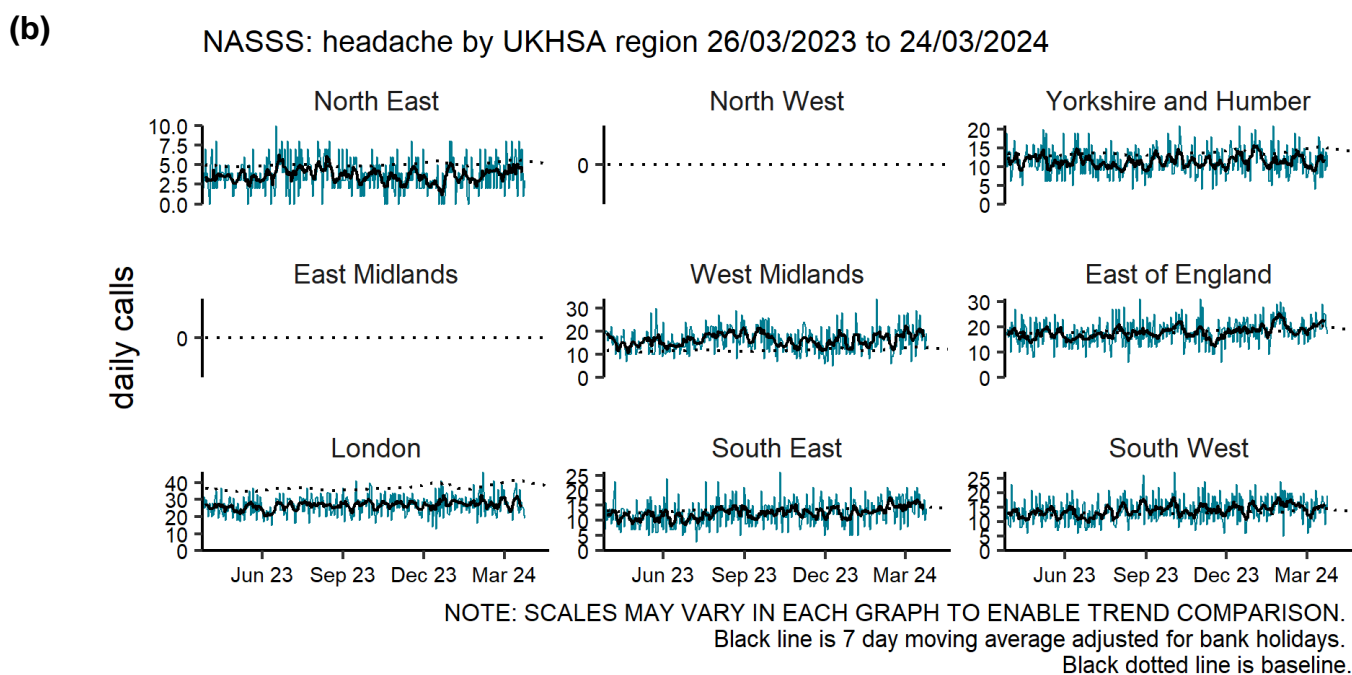 (b)
NASSS: headache by UKHSA region 26/03/2023 to 24/03/2024
daily calls
North East
10.0
7.5
5.0
2.5
0.0
North West
0
Yorkshire and Humber
20
15
10
5
0
East Midlands
0
West Midlands
30
20
10
0
East of England
30
20
10
0
London
40
30
20
10
0
Jun 23 Sep 23 Dec 23 Mar 24
South East
25
20
15
10
5
0
Jun 23 Sep 23 Dec 23 Mar 24
South West
25
20
15
10
5
0
Jun 23 Sep 23 Dec 23 Mar 24
NOTE: SCALES MAY VARY IN EACH GRAPH TO ENABLE TREND COMPARISON.
Black line is 7 day moving average adjusted for bank holidays.
Black dotted line is baseline.